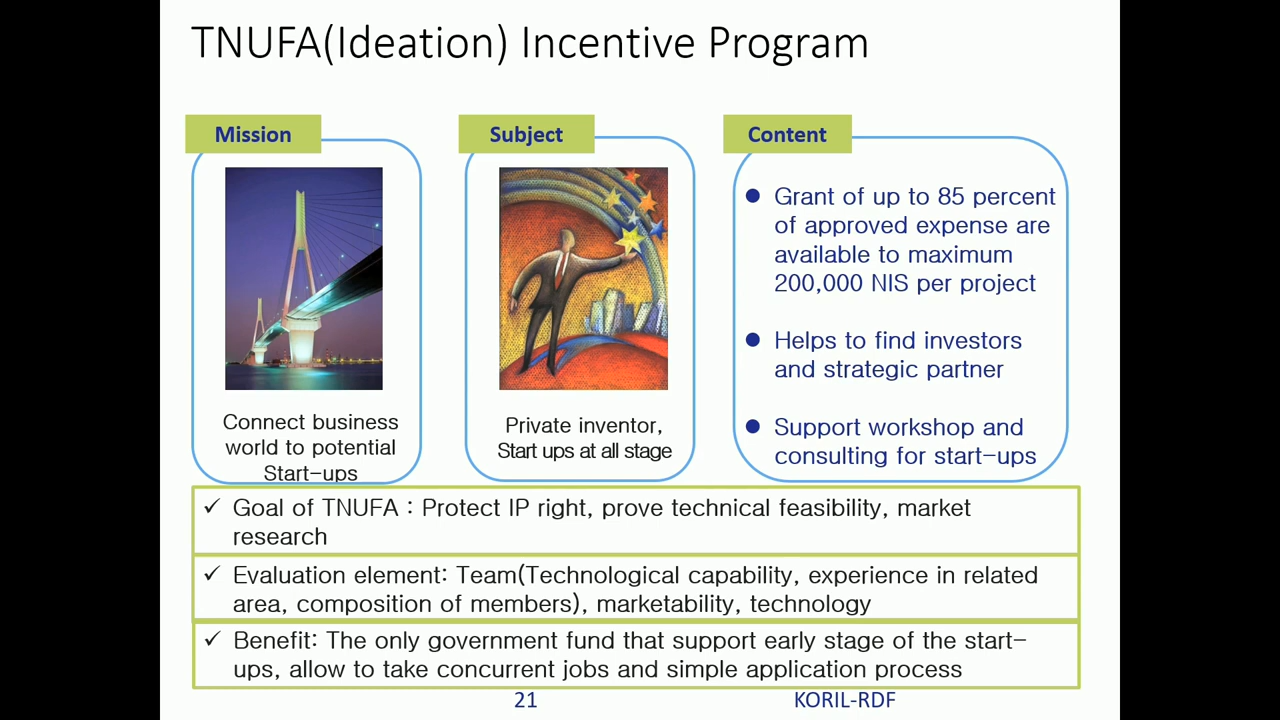 TNUFA(Ideation) Incentive Program
Mission
Connect business
world to potential
Start-ups
Subject
Private inventor,
Start ups at all stage
Content
● Grant of up to 85 percent
of approved expense are
available to maximum
200,000 NIS per project
● Helps to find investors
and strategic partner
● Support workshop and
consulting for start-ups
✓ Goal of TNUFA : Protect IP right, prove technical feasibility, market
research
✓ Evaluation element: Team(Technological capability, experience in related
area, composition of members), marketability, technology
✓ Benefit: The only government fund that support early stage of the start-
ups, allow to take concurrent jobs and simple application process
21
KORIL-RDF